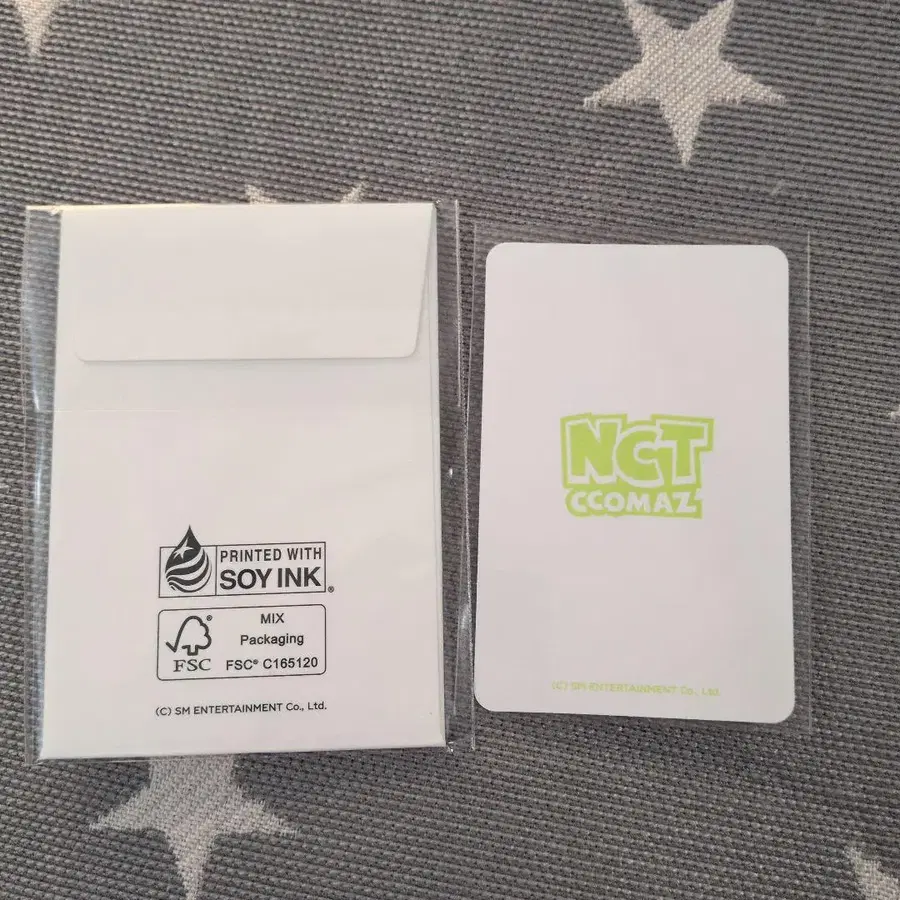 PRINTED WITH
SOY INK®
FSC®
MIX
Packaging
FSC® C165120
(C) SM ENTERTAINMENT Co., Ltd.
NCT
CCOMAZ'
(C) SM ENTERTAINMENT Co., Ltd.